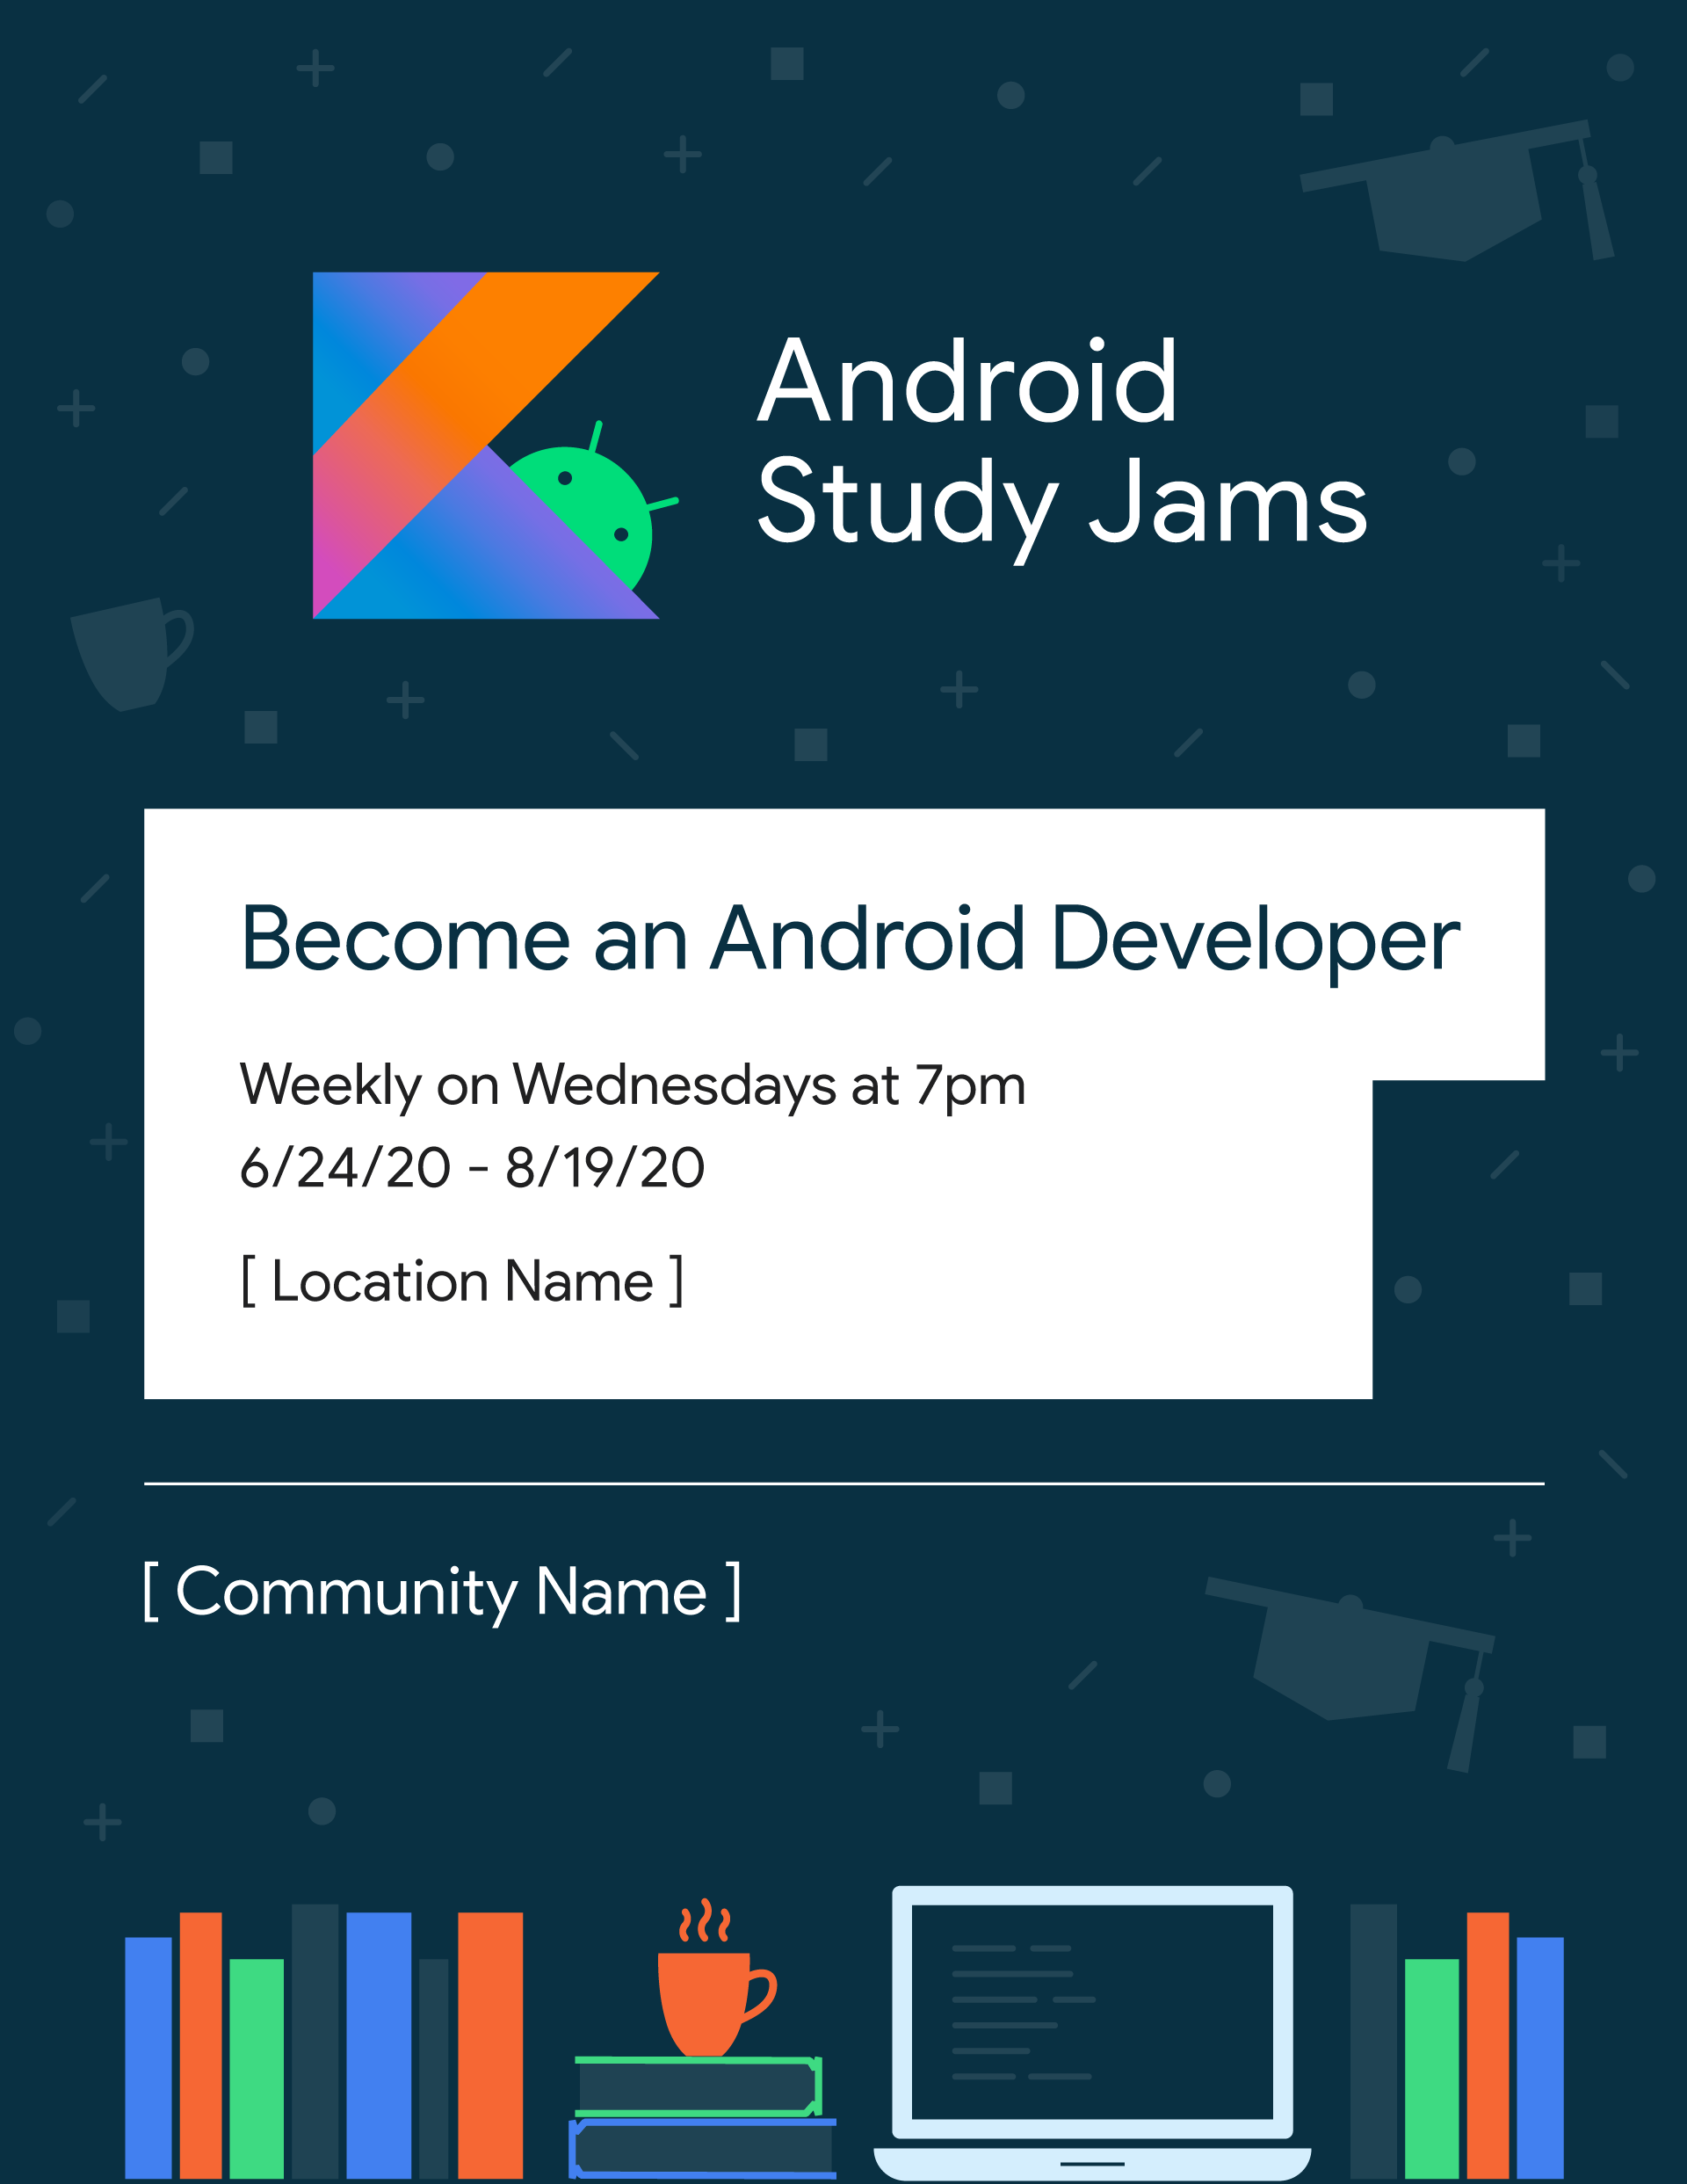 Android
Study Jams
Become an Android Developer
Weekly on Wednesdays at 7pm
6/24/20 - 8/19/20
[ Location Name ]
[ Community Name ]